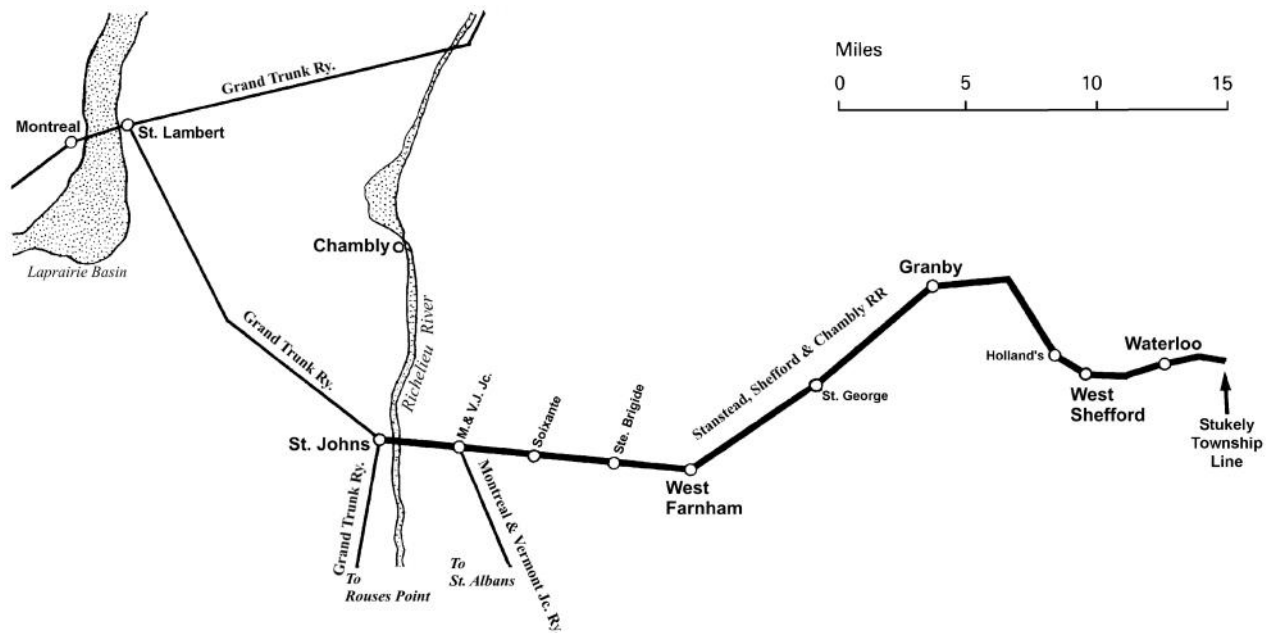 Miles
0 5 10 15
Grand Trunk Ry.
Montreal
St. Lambert
Laprairie Basin
Chambly
Richelieu River
Grand Trunk Ry.
Granby
Stanstead, Shefford & Chambly RR
Holland's
Waterloo
West
Shefford
Stukely
Township
Line
St. George
M.& V.J. Jc.
Soixante
Ste. Brigide
St. Johns
West
Farnham
Grand Trunk Ry.
Montreal & Vermont Jc. Ry
To
Rouses Point
To
St. Albans